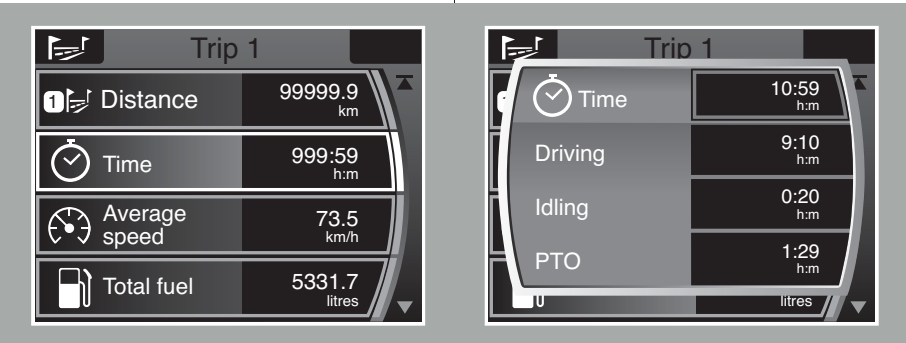 Trip 1
1 Distance 99999.9
km
Time 999:59
h:m
Average
speed 73.5
km/h
Total fuel 5331.7
litres
Trip 1
Time 10:59
h:m
Driving 9:10
h:m
Idling 0:20
h:m
PTO 1:29
h:m
litres